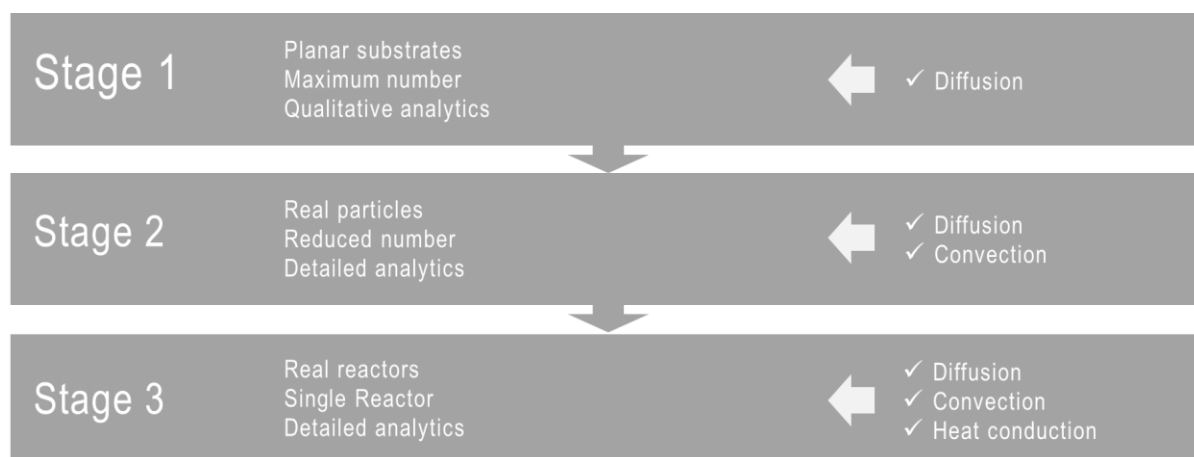 Stage 1
Planar substrates
Maximum number
Qualitative analytics
✓ Diffusion
Stage 2
Real particles
Reduced number
Detailed analytics
✓ Diffusion
✓ Convection
Stage 3
Real reactors
Single Reactor
Detailed analytics
✓ Diffusion
✓ Convection
✓ Heat conduction